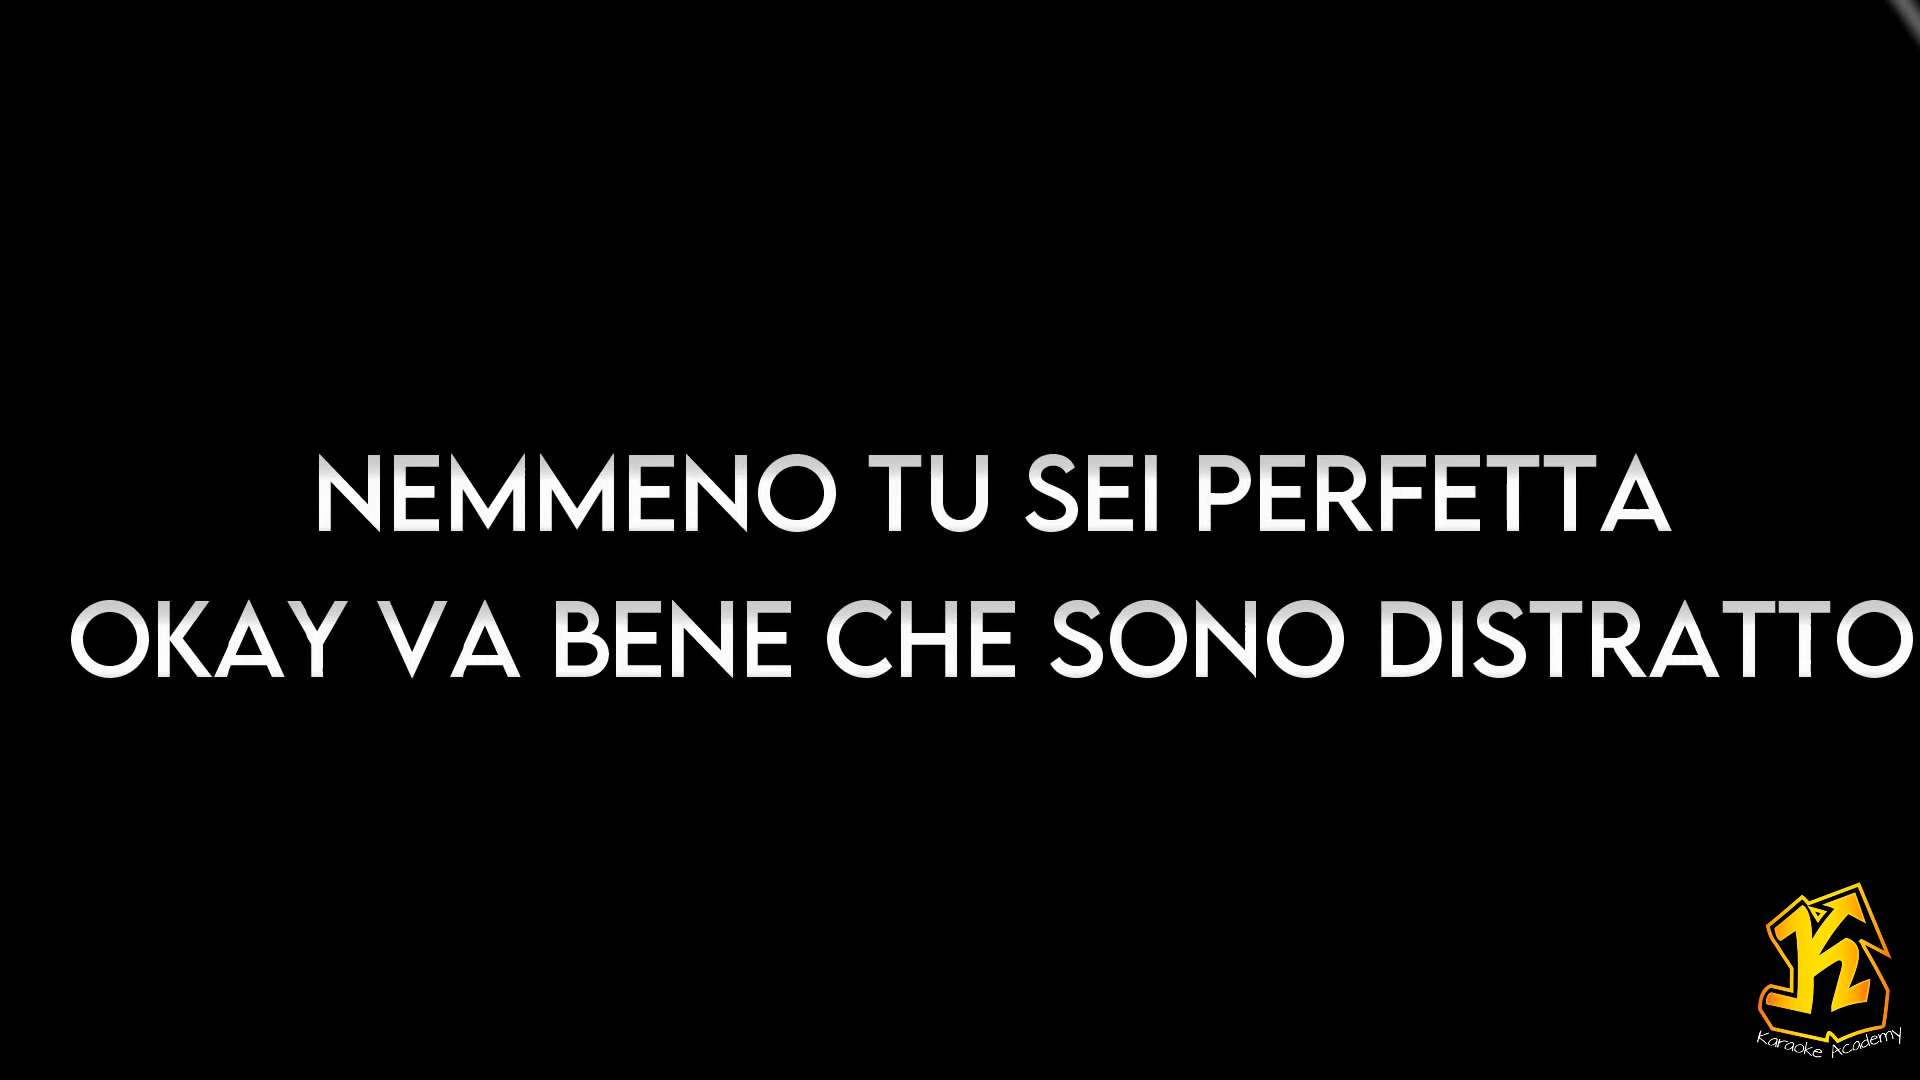 NEMMENO TU SEI PERFETTA
OKAY VA BENE CHE SONO DISTRATTO
K
Karaoke Academy